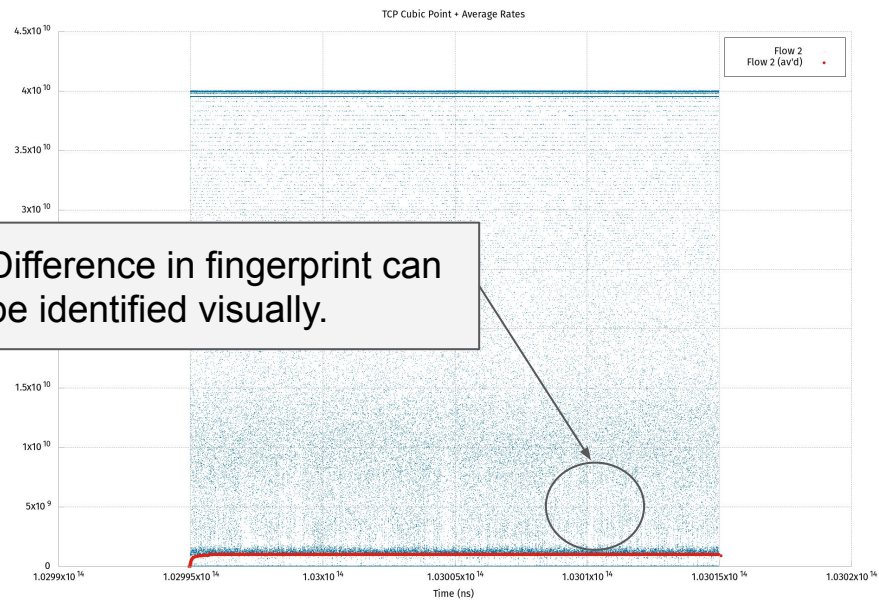 TCP Cubic Point + Average Rates
4.5x10 10
Flow 2
Flow 2 (av'd)
4x10 10
3.5x10 10
3x10 10
Difference in fingerprint can
be identified visually.
1.5x10 10
1x10 10
5x10 9
0
1.0299x10 14 1.02995x10 14 1.03x10 14 1.03005x10 14 1.0301x10 14 1.03015x10 14 1.0302x10 14
Time (ns)